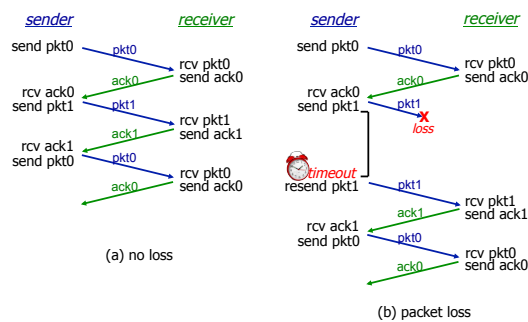 sender receiver
send pkt0
pkt0
rcv pkt0
send ack0
ack0
rcv ack0
send pkt1
pkt1
rcv pkt1
send ack1
ack1
rcv ack1
send pkt0
pkt0
rcv pkt0
send ack0
ack0
(a) no loss
sender receiver
send pkt0
pkt0
rcv pkt0
send ack0
ack0
rcv ack0
send pkt1
pkt1
X
loss
timeout
resend pkt1
pkt1
rcv pkt1
send ack1
ack1
rcv ack1
send pkt0
pkt0
rcv pkt0
send ack0
ack0
(b) packet loss